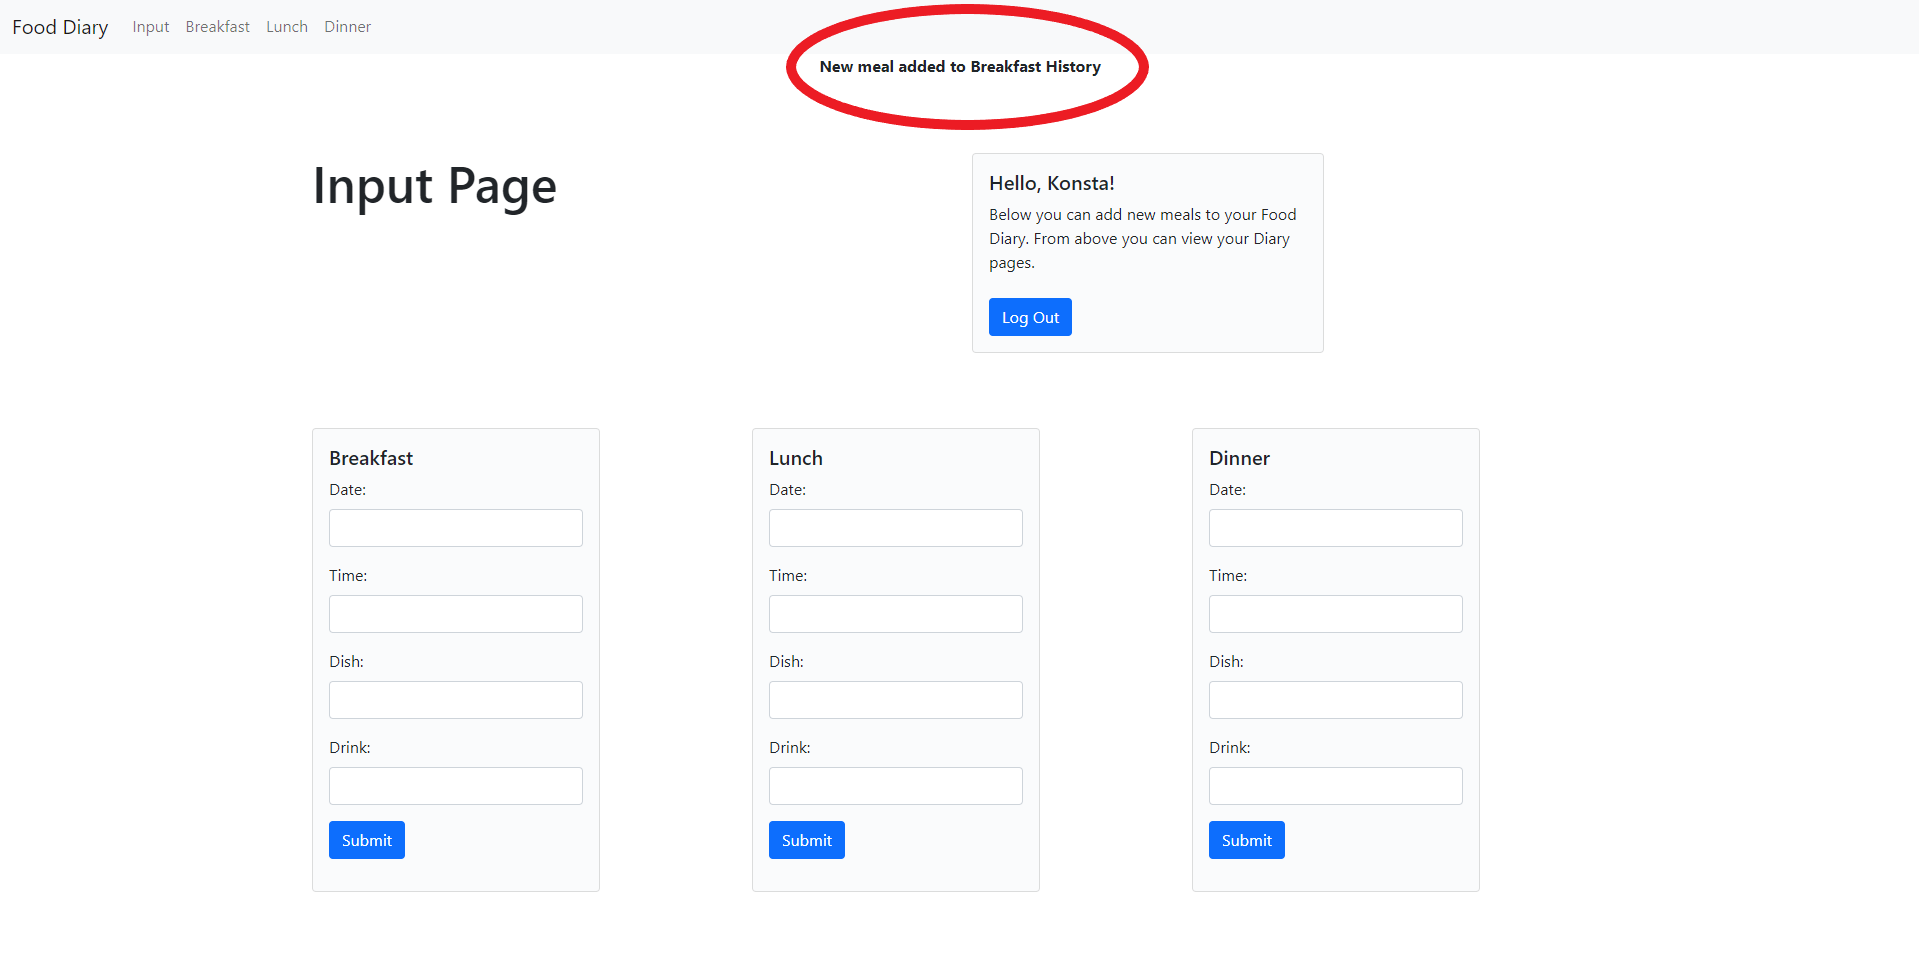 Food Diary Input Breakfast Lunch Dinner
New meal added to Breakfast History
Input Page
Hello, Konsta!
Below you can add new meals to your Food
Diary. From above you can view your Diary
pages.
Log Out
Breakfast
Date:
Time:
Dish:
Drink:
Submit
Lunch
Date:
Time:
Dish:
Drink:
Submit
Dinner
Date:
Time:
Dish:
Drink:
Submit